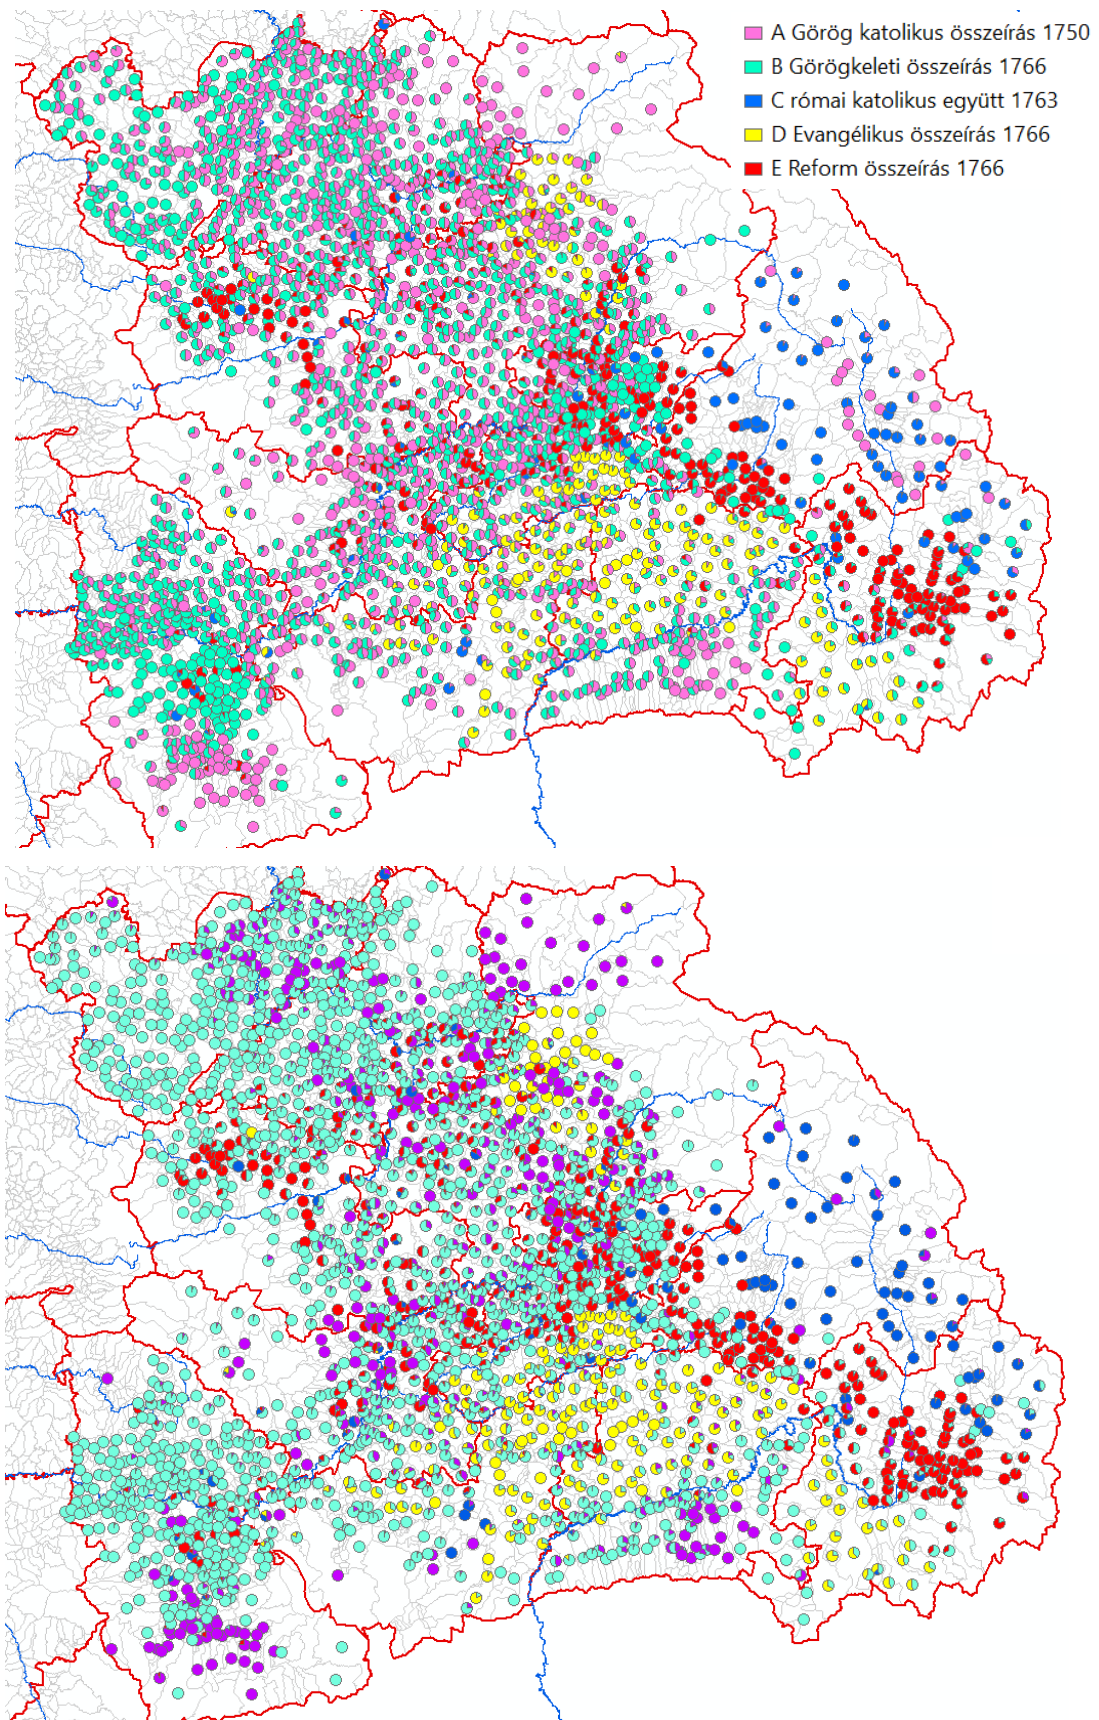 A Görög katolikus összeírás 1750
B Görögkeleti összeírás 1766
C római katolikus együtt 1763
D Evangélikus összeírás 1766
E Reform összeírás 1766